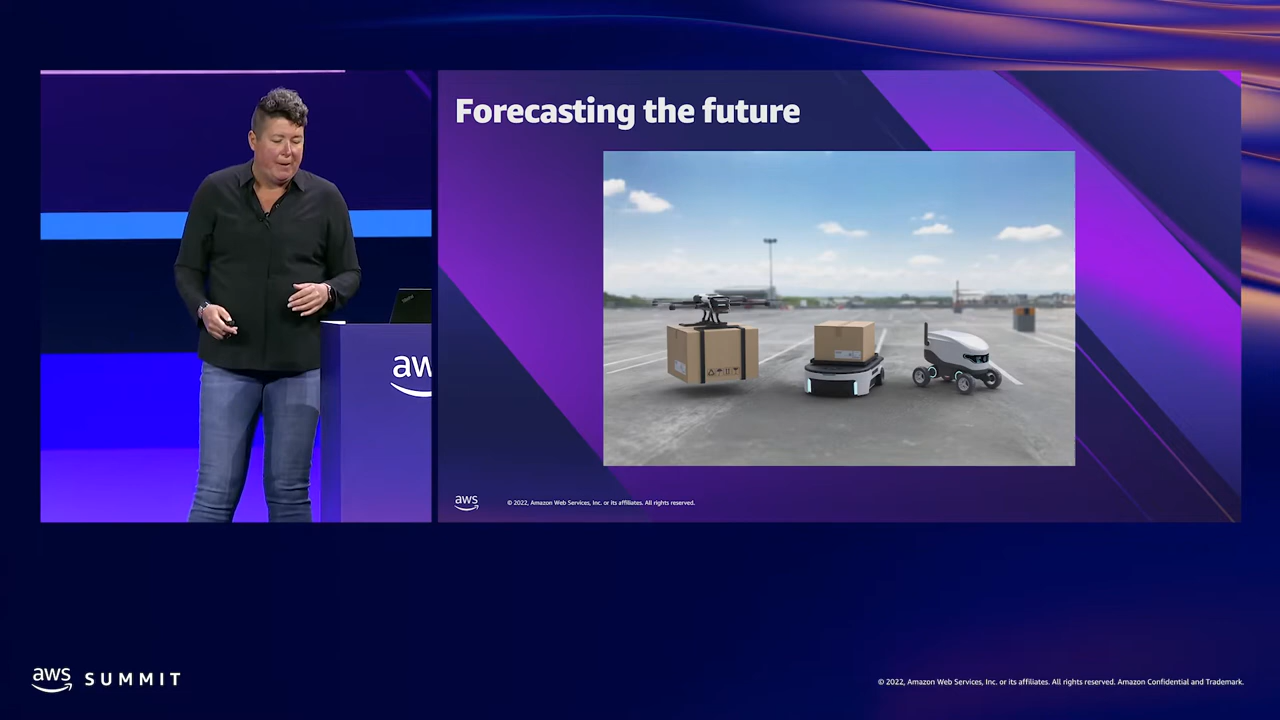 Forecasting the future
aw
aws
© 2022, Amazon Web Services, Inc. or its affiliates. All rights reserved.
aws SUMMIT
© 2022, Amazon Web Services, Inc. or its affiliates. All rights reserved. Amazon Confidential and Trademark.